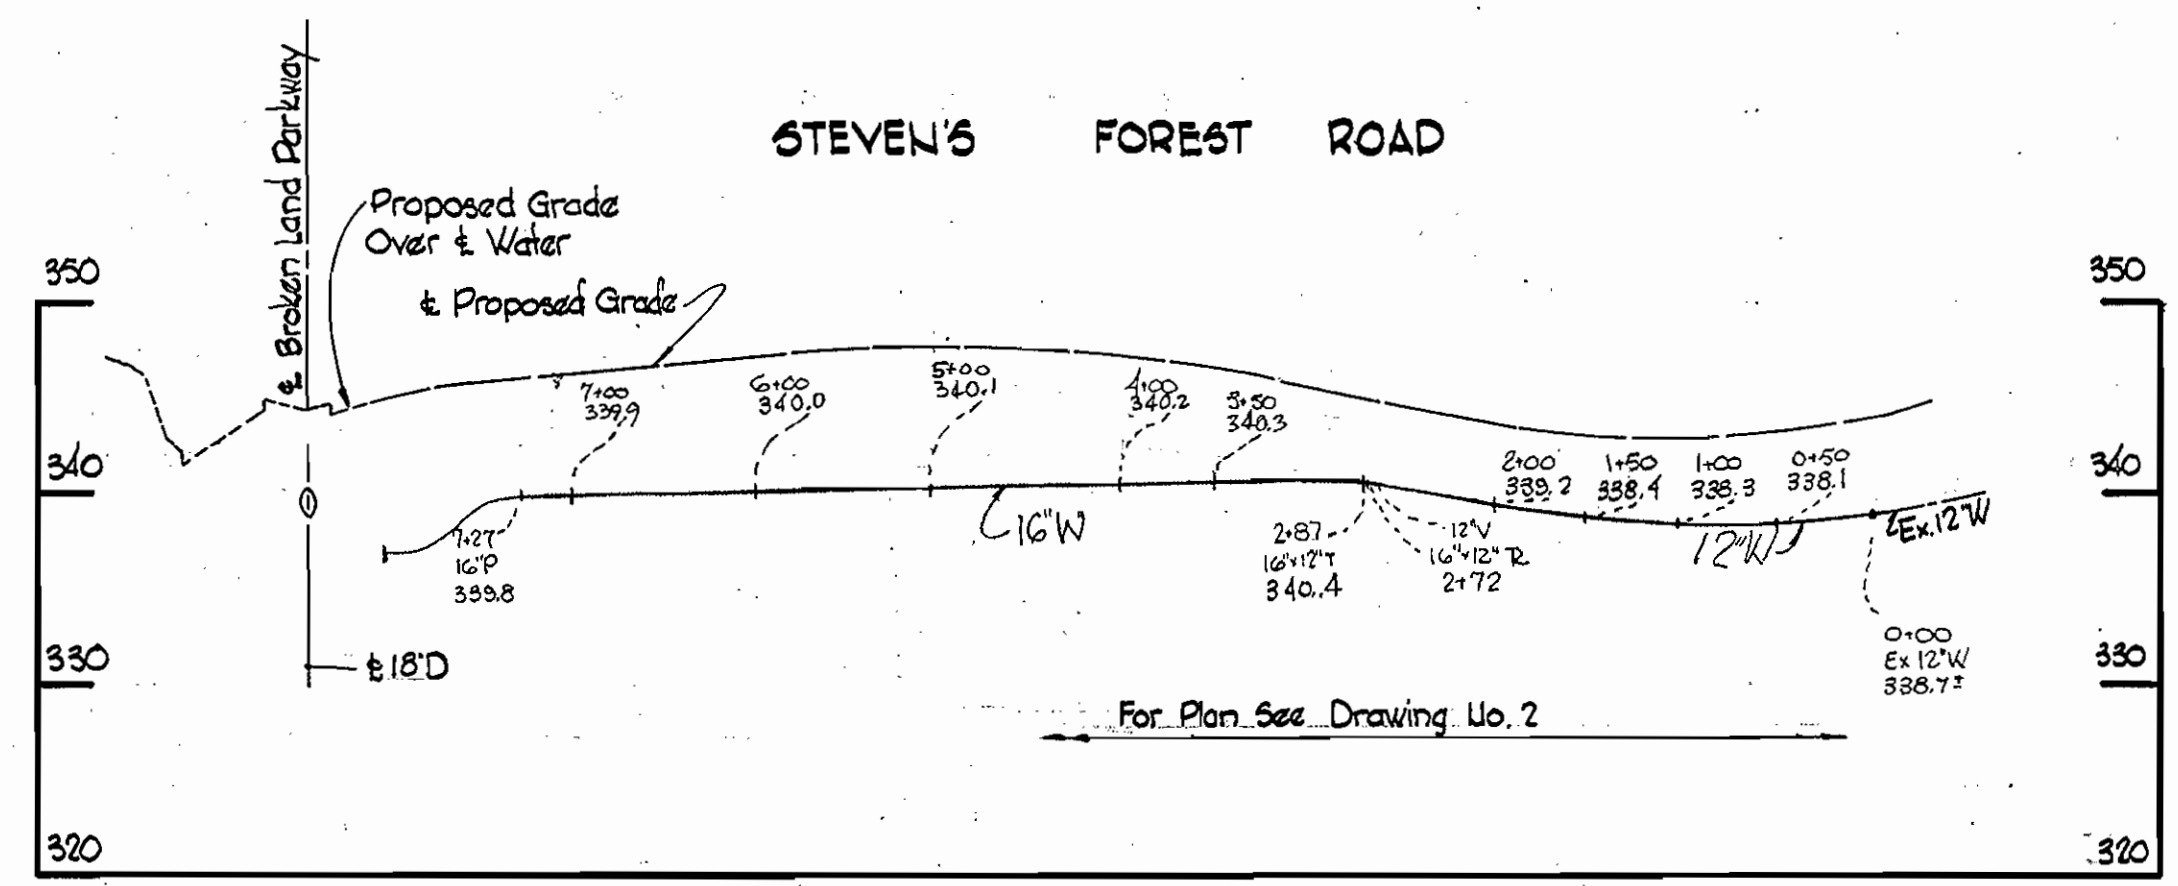 STEVEN'S FOREST ROAD
℄ Broken Land Parkway
Proposed Grade
Over ℄ Water
℄ Proposed Grade
350
350
340
340
330
330
320
320
7+00
339.9
6+00
340.0
5+00
340.1
4+00
340.2
3+50
340.3
2+00
339.2
1+50
338.4
1+00
338.3
0+50
338.1
7+27
16"P
339.8
16"W
2+87
16"x12"T
340.4
12"V
16"x12" R
2+72
12"W
Ex. 12"W
0+00
Ex 12"W
338.7±
℄ 18"D
For Plan See Drawing No. 2